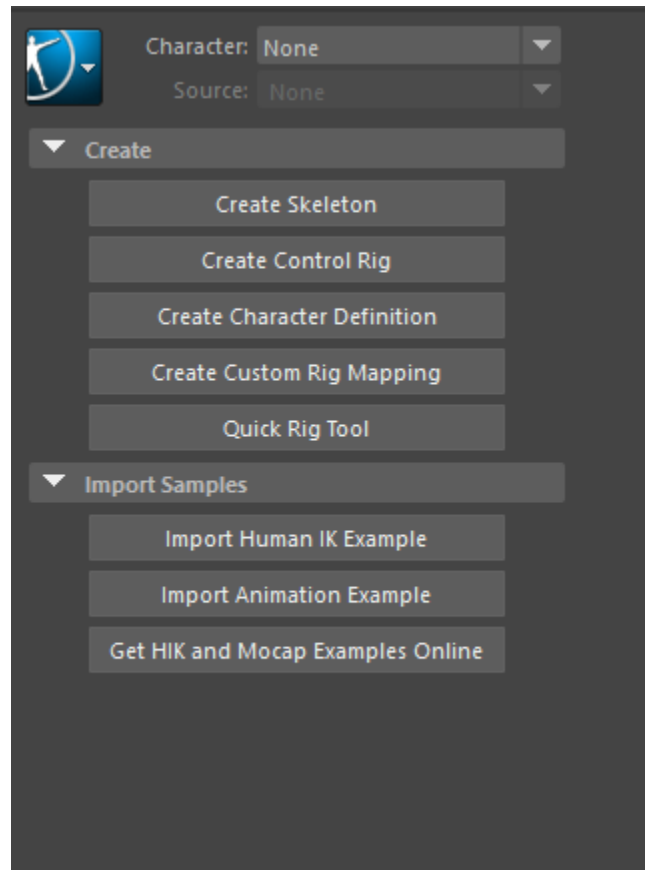 Character: None
Source: None
Create
Create Skeleton
Create Control Rig
Create Character Definition
Create Custom Rig Mapping
Quick Rig Tool
Import Samples
Import Human IK Example
Import Animation Example
Get HIK and Mocap Examples Online